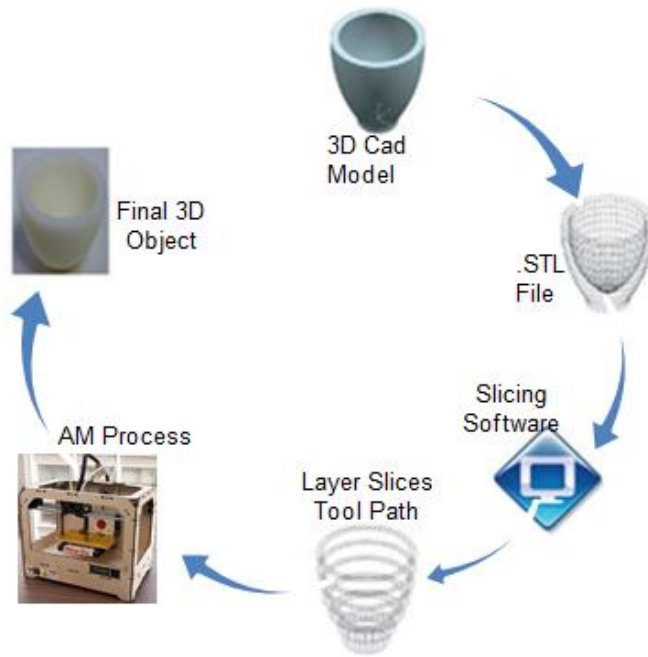 3D Cad
Model
.STL
File
Slicing
Software
Layer Slices
Tool Path
AM Process
Final 3D
Object